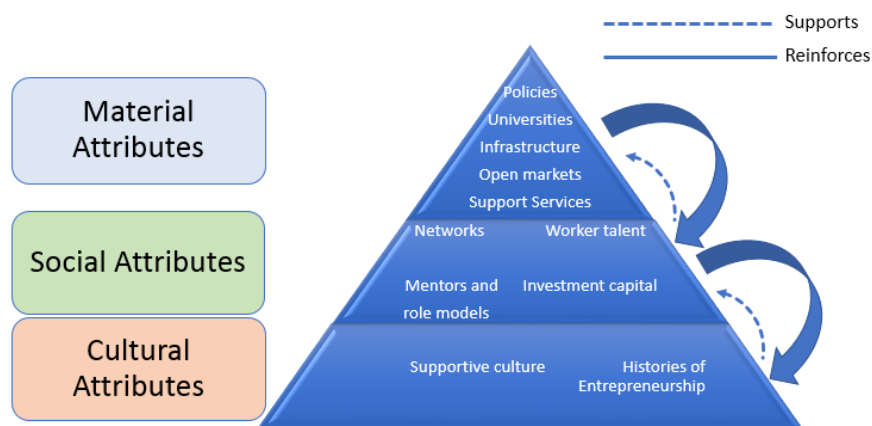 Supports
Reinforces
Material
Attributes
Policies
Universities
Infrastructure
Open markets
Support Services
Social Attributes
Networks
Worker talent
Mentors and
role models
Investment capital
Cultural
Attributes
Supportive culture
Histories of
Entrepreneurship